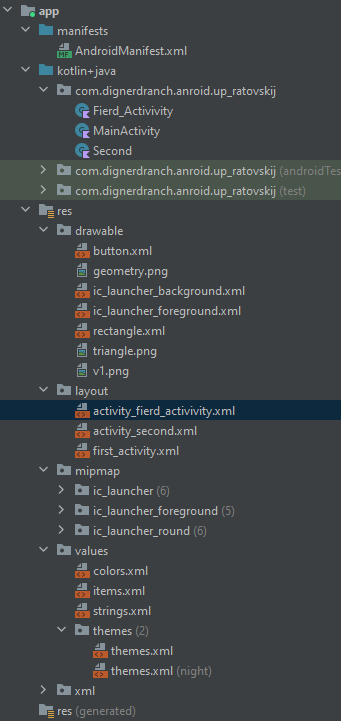 app
manifests
AndroidManifest.xml
kotlin+java
com.dignerdranch.anroid.up_ratovskij
Fierd_Activivity
MainActivity
Second
com.dignerdranch.anroid.up_ratovskij (androidTes
com.dignerdranch.anroid.up_ratovskij (test)
res
drawable
button.xml
geometry.png
ic_launcher_background.xml
ic_launcher_foreground.xml
rectangle.xml
triangle.png
v1.png
layout
activity_fierd_activivity.xml
activity_second.xml
first_activity.xml
mipmap
ic_launcher (6)
ic_launcher_foreground (5)
ic_launcher_round (6)
values
colors.xml
items.xml
strings.xml
themes (2)
themes.xml
themes.xml (night)
xml
res (generated)